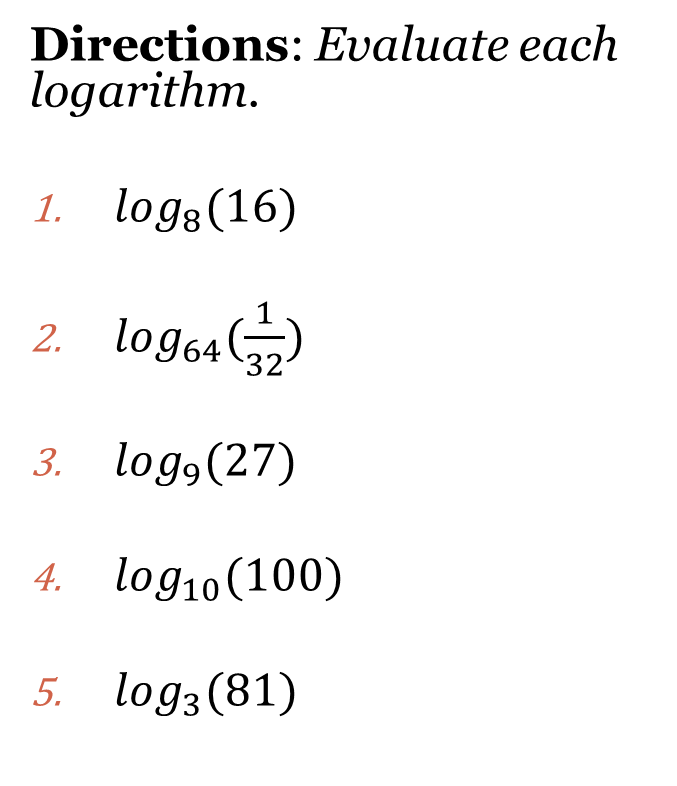 Directions: Evaluate each
logarithm.
1. log₈(16)
2. log₆₄(1/32)
3. log₉(27)
4. log₁₀(100)
5. log₃(81)